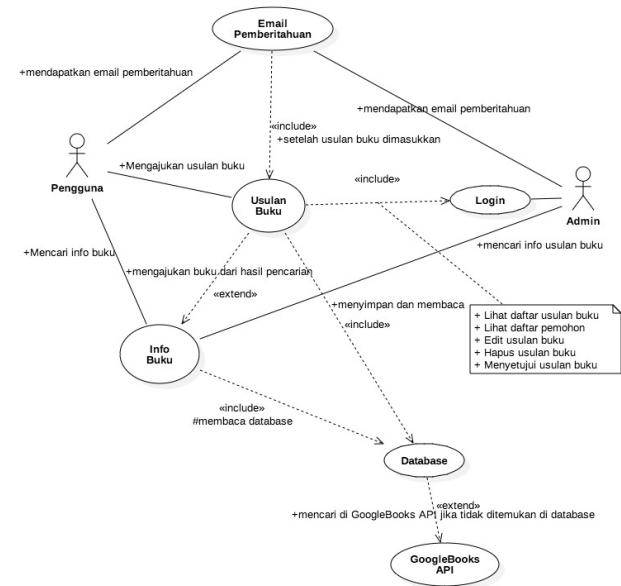 Email
Pemberitahuan
+mendapatkan email pemberitahuan
+mendapatkan email pemberitahuan
«include»
+setelah usulan buku dimasukkan
Pengguna
+Mengajukan usulan buku
«include»
Usulan
Buku
Login
Admin
+Mencari info buku
+mencari info usulan buku
+mengajukan buku dari hasil pencarian
«extend»
+menyimpan dan membaca
«include»
+ Lihat daftar usulan buku
+ Lihat daftar pemohon
+ Edit usulan buku
+ Hapus usulan buku
+ Menyetujui usulan buku
Info
Buku
«include»
#membaca database
Database
«extend»
+mencari di GoogleBooks API jika tidak ditemukan di database
GoogleBooks
API